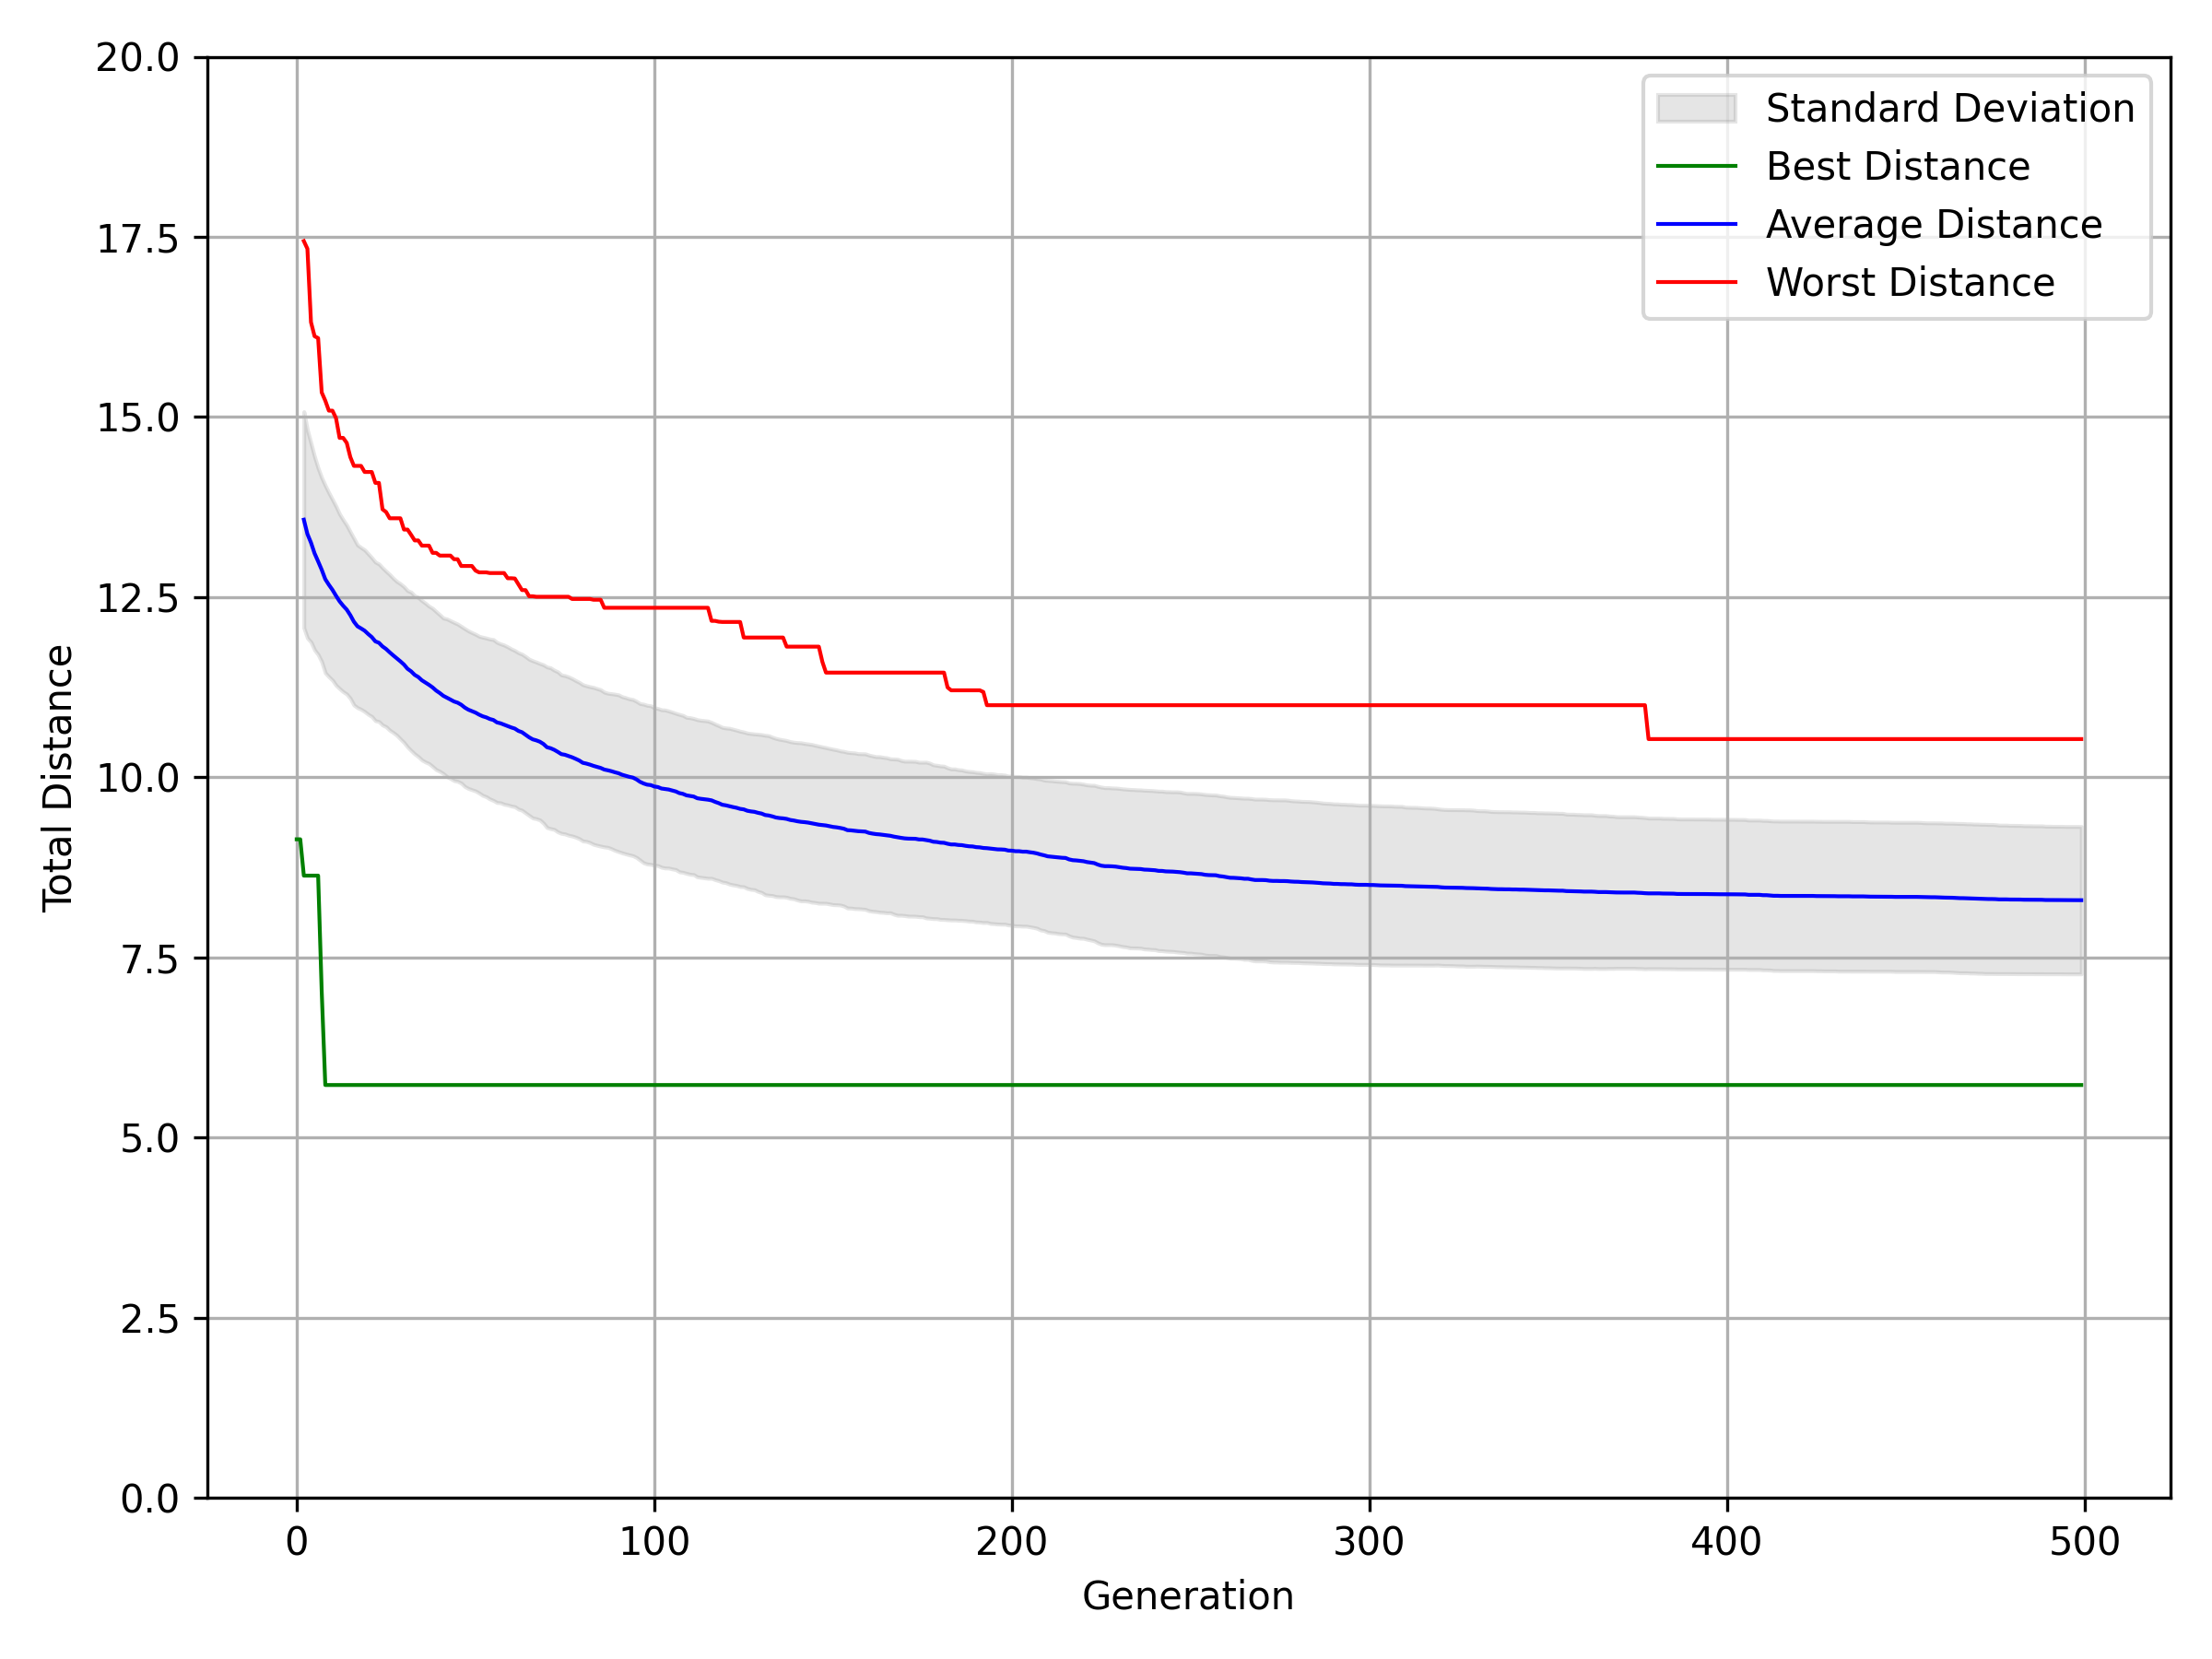 20.0
17.5
15.0
12.5
10.0
7.5
5.0
2.5
0.0
Total Distance
Standard Deviation
Best Distance
Average Distance
Worst Distance
0 100 200 300 400 500
Generation